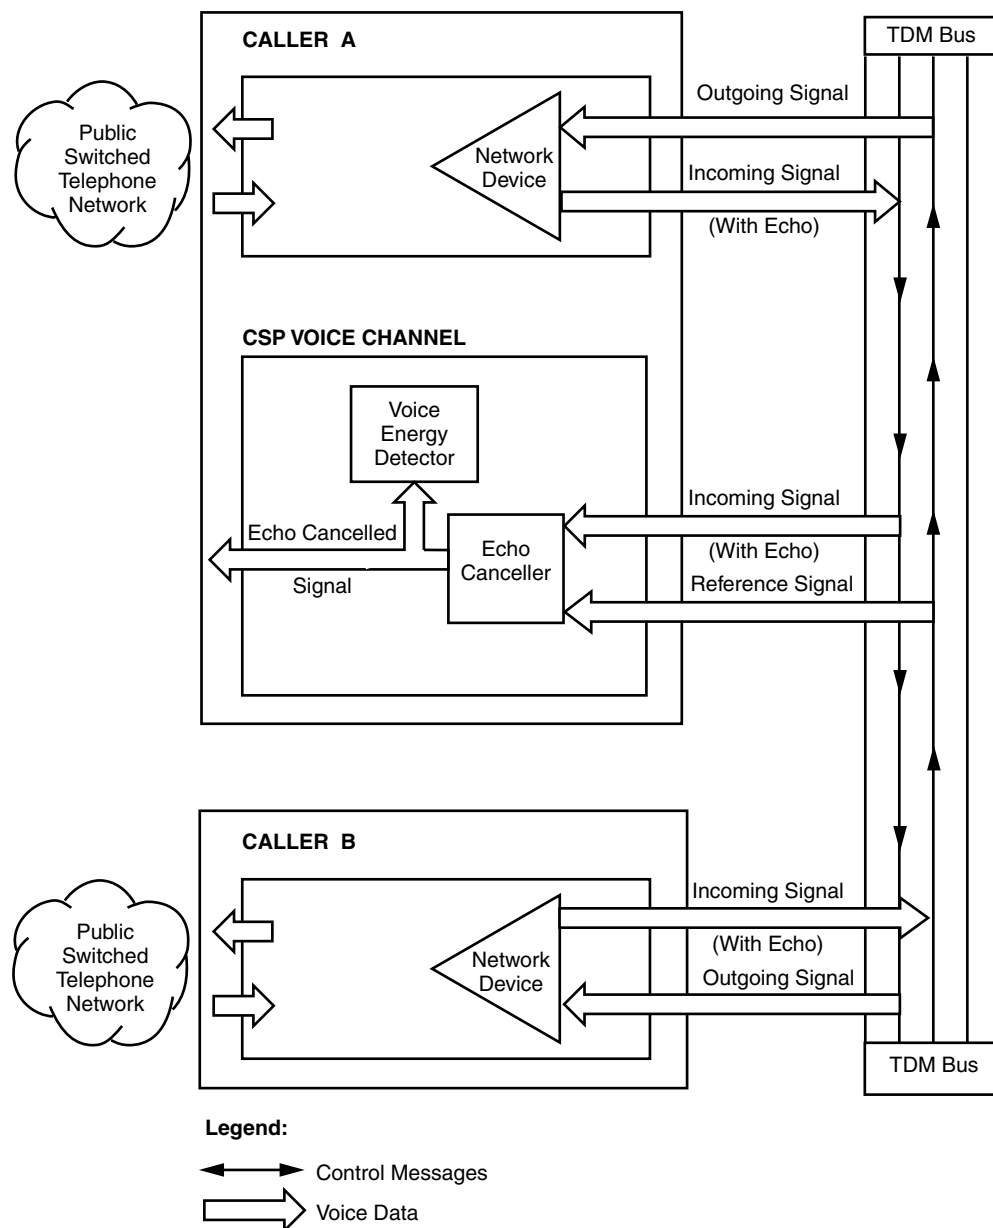 TDM Bus
CALLER A
Public
Switched
Telephone
Network
Network
Device
Outgoing Signal
Incoming Signal
(With Echo)
CSP VOICE CHANNEL
Voice
Energy
Detector
Echo Cancelled
Signal
Echo
Canceller
Incoming Signal
(With Echo)
Reference Signal
CALLER B
Public
Switched
Telephone
Network
Network
Device
Incoming Signal
(With Echo)
Outgoing Signal
TDM Bus
Legend:
Control Messages
Voice Data